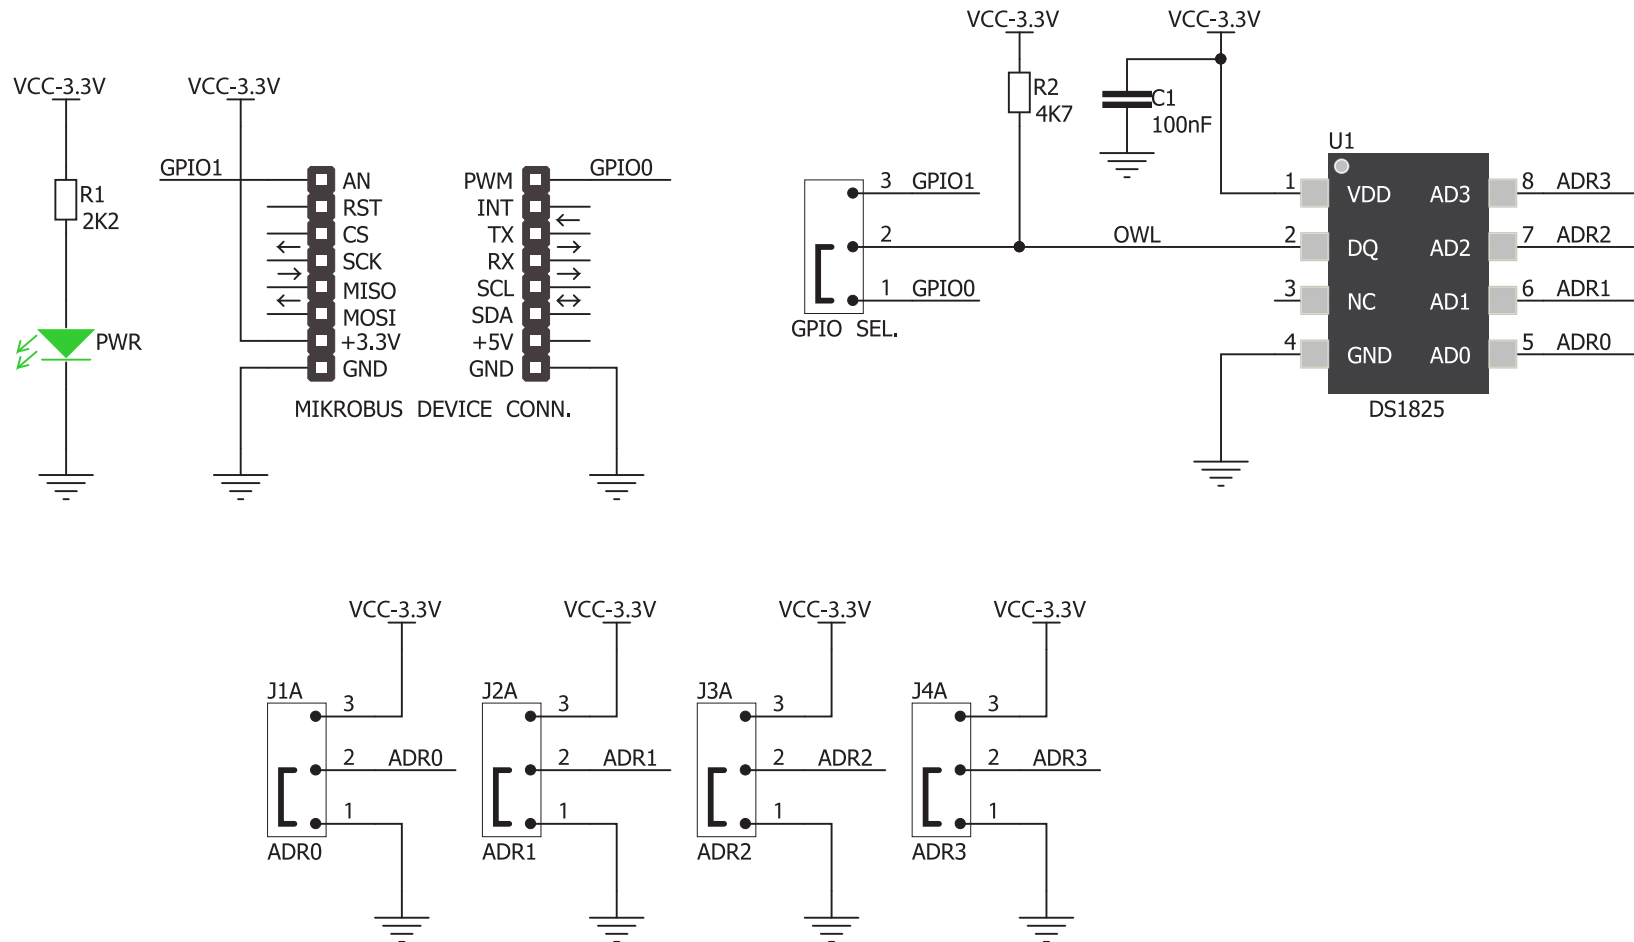 VCC-3.3V
R1
2K2
PWR
VCC-3.3V
GPIO1
GPIO0
AN
RST
CS
SCK
MISO
MOSI
+3.3V
GND
PWM
INT
TX
RX
SCL
SDA
+5V
GND
MIKROBUS DEVICE CONN.
VCC-3.3V
R2
4K7
VCC-3.3V
C1
100nF
3 GPIO1
2
1 GPIO0
GPIO SEL.
OWL
U1
1 VDD AD3 8 ADR3
2 DQ AD2 7 ADR2
3 NC AD1 6 ADR1
4 GND AD0 5 ADR0
DS1825
VCC-3.3V
J1A
3
2 ADR0
1
ADR0
VCC-3.3V
J2A
3
2 ADR1
1
ADR1
VCC-3.3V
J3A
3
2 ADR2
1
ADR2
VCC-3.3V
J4A
3
2 ADR3
1
ADR3